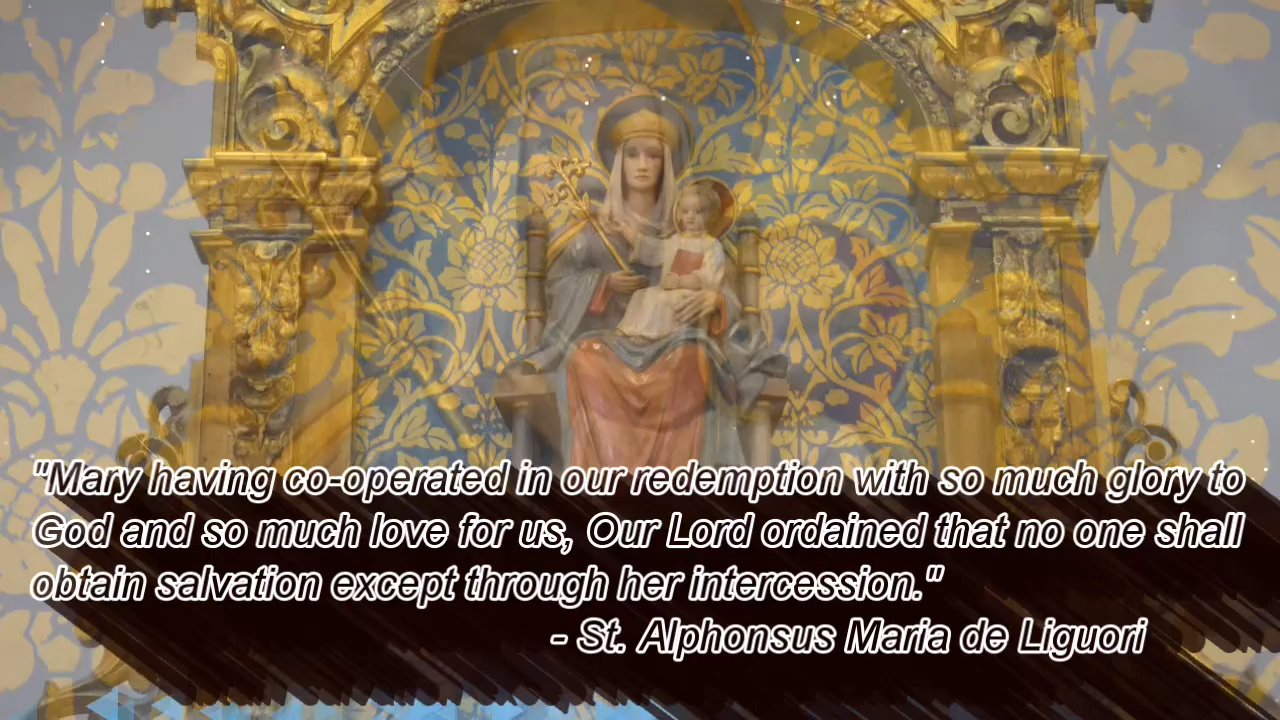 "Mary having co-operated in our redemption with so much glory to
God and so much love for us, Our Lord ordained that no one shall
obtain salvation except through her intercession."
- St. Alphonsus Maria de Liguori